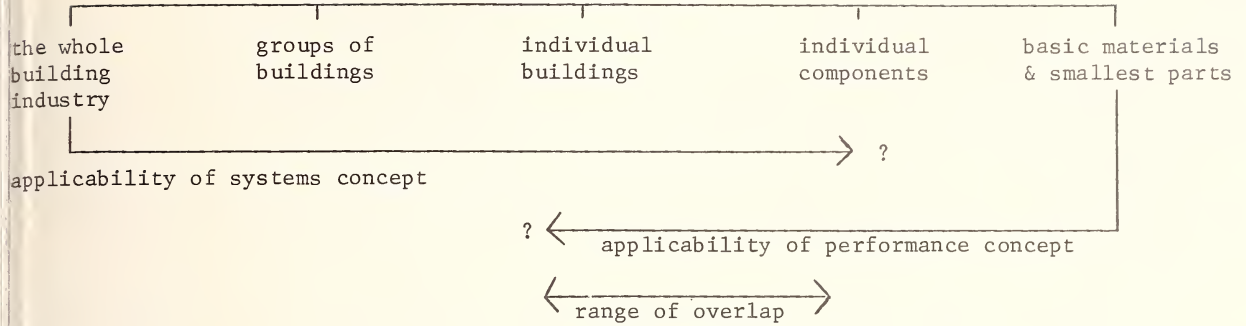 the whole
building
industry
groups of
buildings
individual
buildings
individual
components
basic materials
& smallest parts
?
applicability of systems concept
?
applicability of performance concept
range of overlap